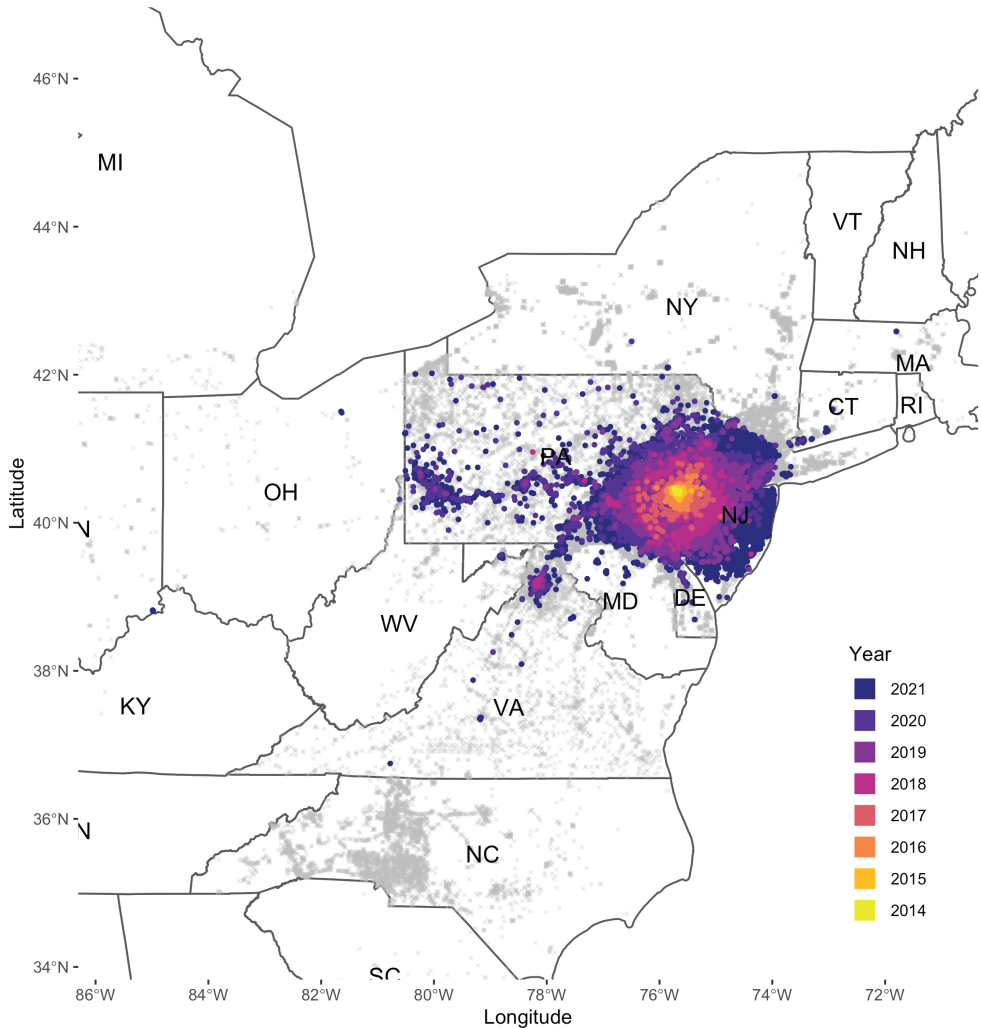 46°N
MI
44°N
VT
NH
NY
42°N
MA
CT
RI
PA
OH
40°N
N
NJ
MD
DE
WV
38°N
KY
VA
36°N
N
NC
34°N
SC
Latitude
86°W 84°W 82°W 80°W 78°W 76°W 74°W 72°W
Longitude
Year
2021
2020
2019
2018
2017
2016
2015
2014